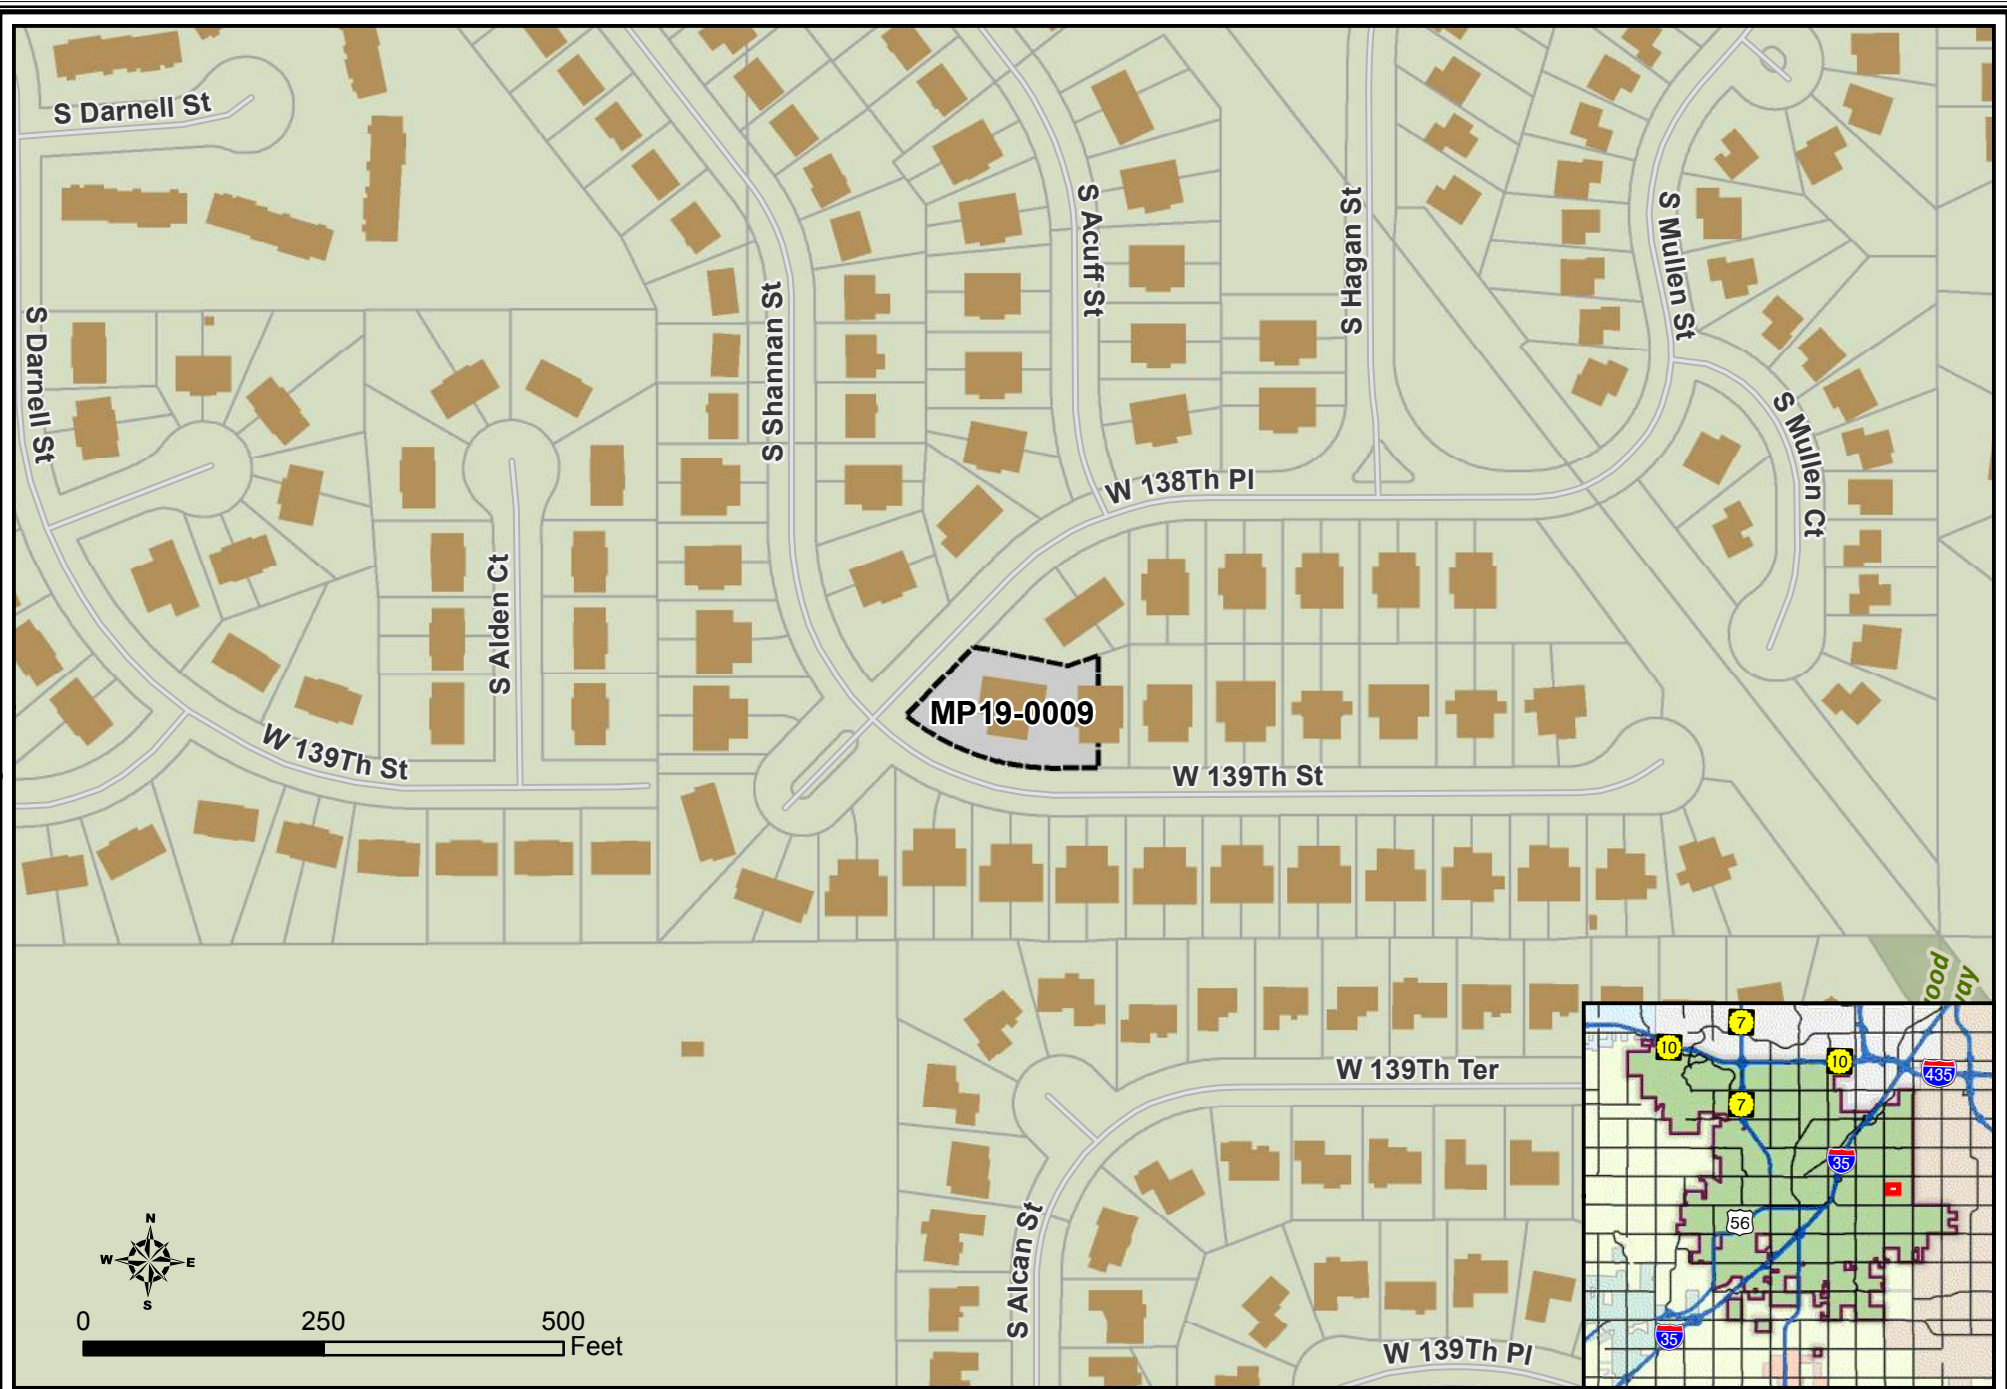 S Darnell St
S Darnell St
S Shannan St
S Acuff St
S Hagan St
S Mullen St
S Mullen Ct
W 138Th Pl
S Alden Ct
MP19-0009
W 139Th St
W 139Th St
W 139Th Ter
S Alcan St
W 139Th Pl
ood
way
N
W E
S
0 250 500
Feet
7
10
10
435
7
35
56
35